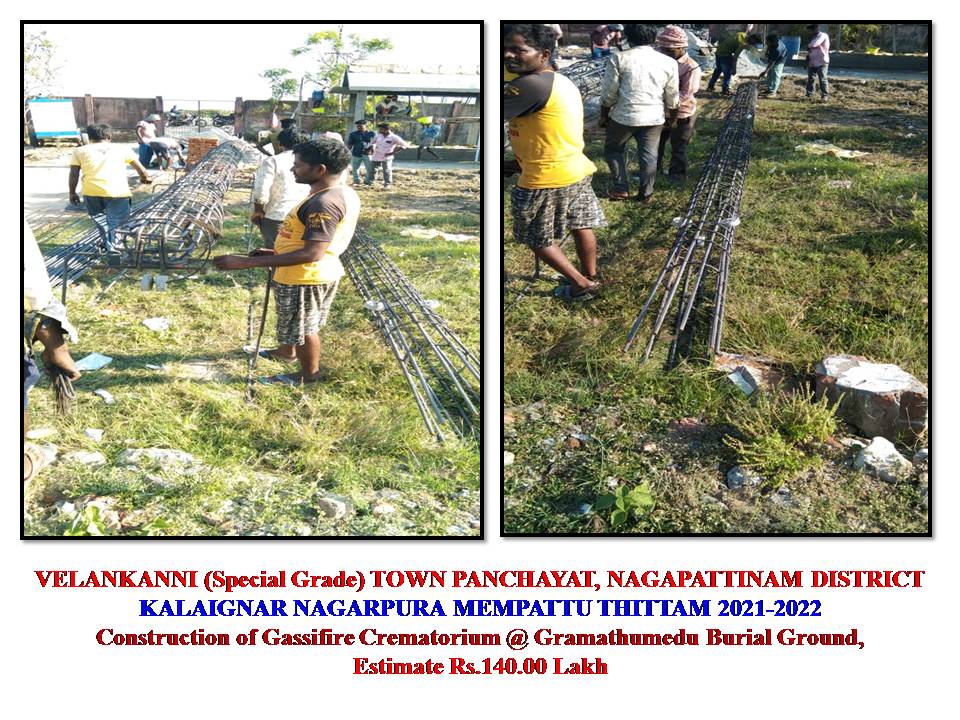 VELANKANNI (Special Grade) TOWN PANCHAYAT, NAGAPATTINAM DISTRICT
KALAIGNAR NAGARPURA MEMPATTU THITTAM 2021-2022
Construction of Gassifire Crematorium @ Gramathumedu Burial Ground,
Estimate Rs.140.00 Lakh